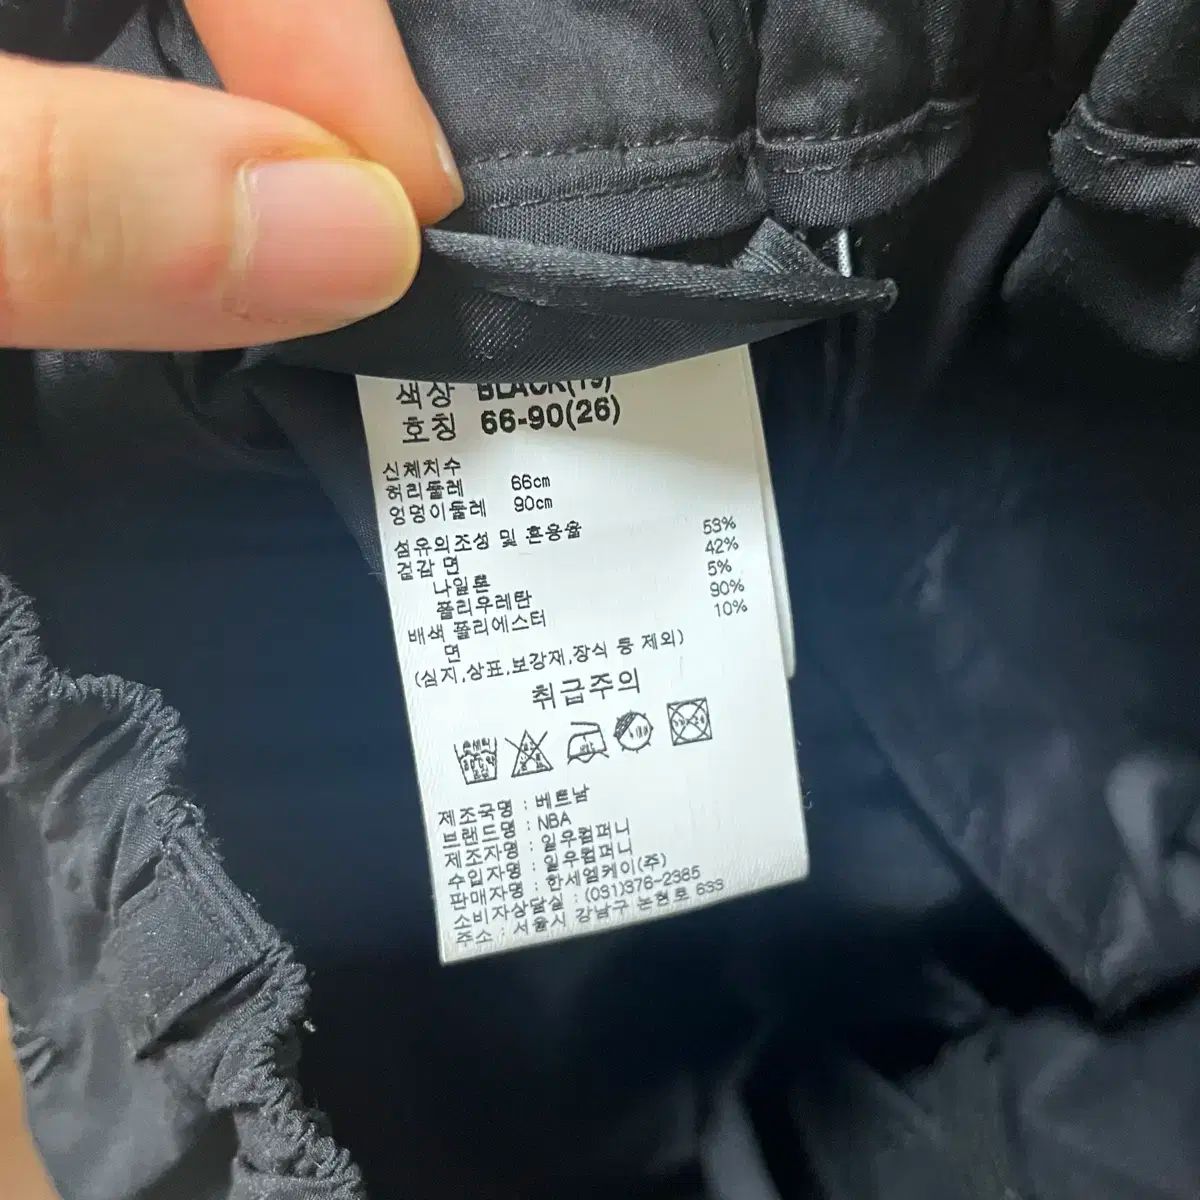 색상 BLACK(19)
호칭 66-90(26)
신체치수
허리둘레 66cm
엉덩이둘레 90cm
섬유의조성 및 혼용율
겉감 면 53%
나일론 42%
폴리우레탄 5%
배색 폴리에스터 90%
면 10%
(심지,상표,보강재,장식 등 제외)
취급주의
제조국명 : 베트남
브랜드명 : NBA
제조자명 : 일우컴퍼니
수입자명 : 일우컴퍼니
판매자명 : 한세엠케이(주)
소비자상담실 : (031)376-2385
주소 : 서울시 강남구 논현로 633